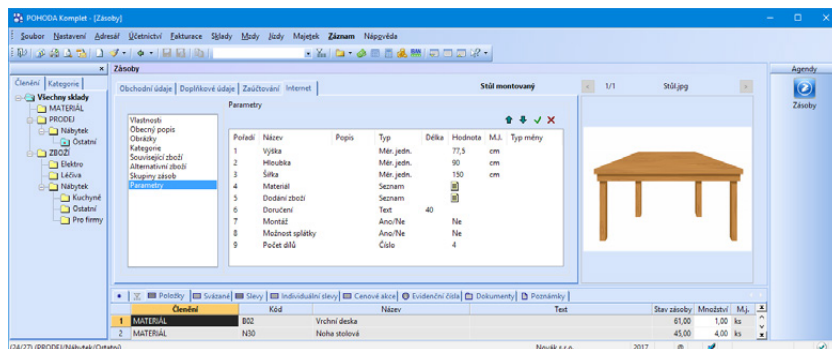 POHODA Komplet - [Zásoby]
Soubor Nastavení Adresář Účetnictví Fakturace Sklady Mzdy Jízdy Majetek Záznam Nápověda
Zásoby
Agendy
Členění Kategorie
Obchodní údaje Doplňkové údaje Zaúčtování Internet
Stůl montovaný
1/1
Stůl.jpg
Zásoby
Všechny sklady
MATERIÁL
PRODEJ
Nábytek
Ostatní
ZBOŽÍ
Elektro
Léčiva
Nábytek
Kuchyně
Ostatní
Pro firmy
Vlastnosti
Obecný popis
Obrázky
Kategorie
Související zboží
Alternativní zboží
Skupiny zásob
Parametry
Parametry
Pořadí Název Popis Typ Délka Hodnota M.J. Typ měny
1 Výška Měr. jedn. 77,5 cm
2 Hloubka Měr. jedn. 90 cm
3 Šířka Měr. jedn. 150 cm
4 Materiál Seznam
5 Dodání zboží Seznam
6 Doručení Text 40
7 Montáž Ano/Ne Ne
8 Možnost splátky Ano/Ne Ne
9 Počet dílů Číslo 4
Položky Svázané Slevy Individuální slevy Cenové akce Evidenční čísla Dokumenty Poznámky
Členění Kód Název Text Stav zásoby Množství M.j.
1 MATERIÁL B02 Vrchní deska 61,00 1,00 ks
2 MATERIÁL N30 Noha stolová 45,00 4,00 ks
(24/27) (PRODEJ/Nábytek/Ostatní) Novák s.r.o. 2017 @